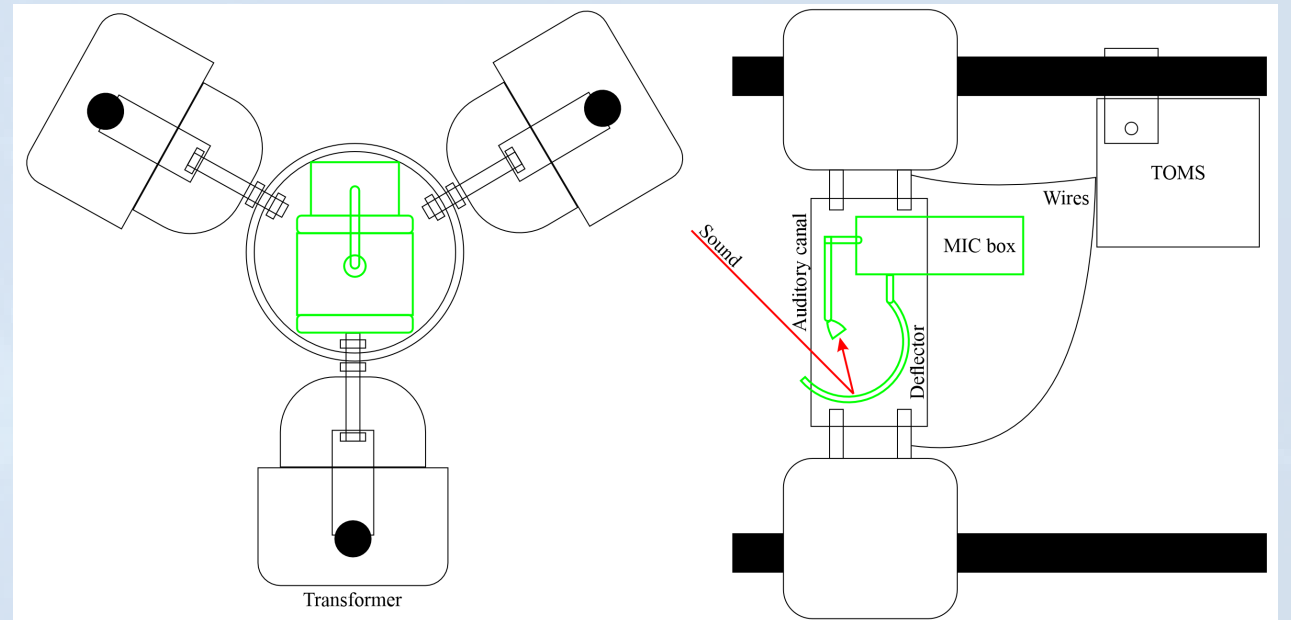 Transformer
Sound
Auditory canal
MIC box
Deflector
Wires
TOMS